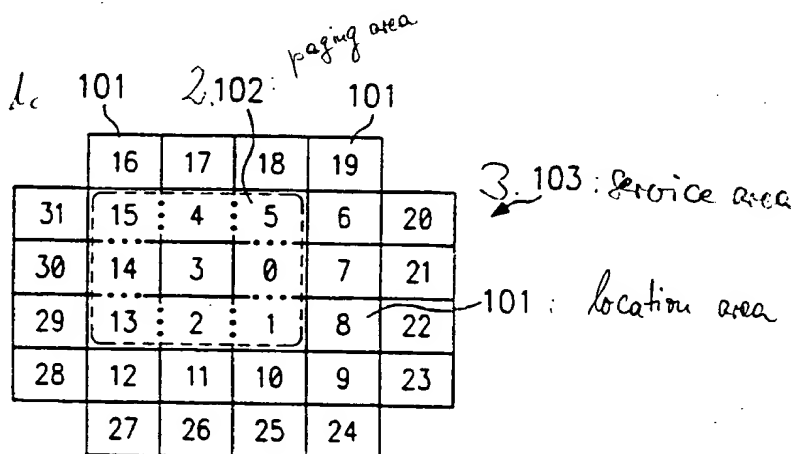 paging area
1. 101 2.102: 101
16 17 18 19
3. 103: service area
31 15 4 5 6 20
30 14 3 0 7 21
101: location area
29 13 2 1 8 22
28 12 11 10 9 23
27 26 25 24